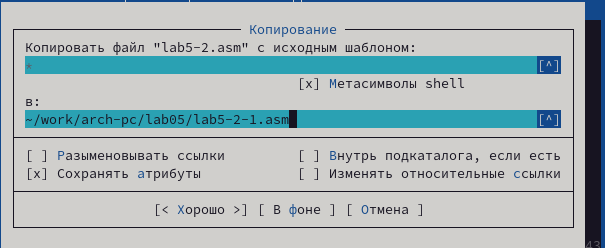 Копирование
Копировать файл "lab5-2.asm" с исходным шаблоном:
* [^]
[x] Метасимволы shell
в:
~/work/arch-pc/lab05/lab5-2-1.asm [^]
[ ] Разыменовывать ссылки [ ] Внутрь подкаталога, если есть
[x] Сохранять атрибуты [ ] Изменять относительные ссылки
[< Хорошо >] [ В фоне ] [ Отмена ]
43